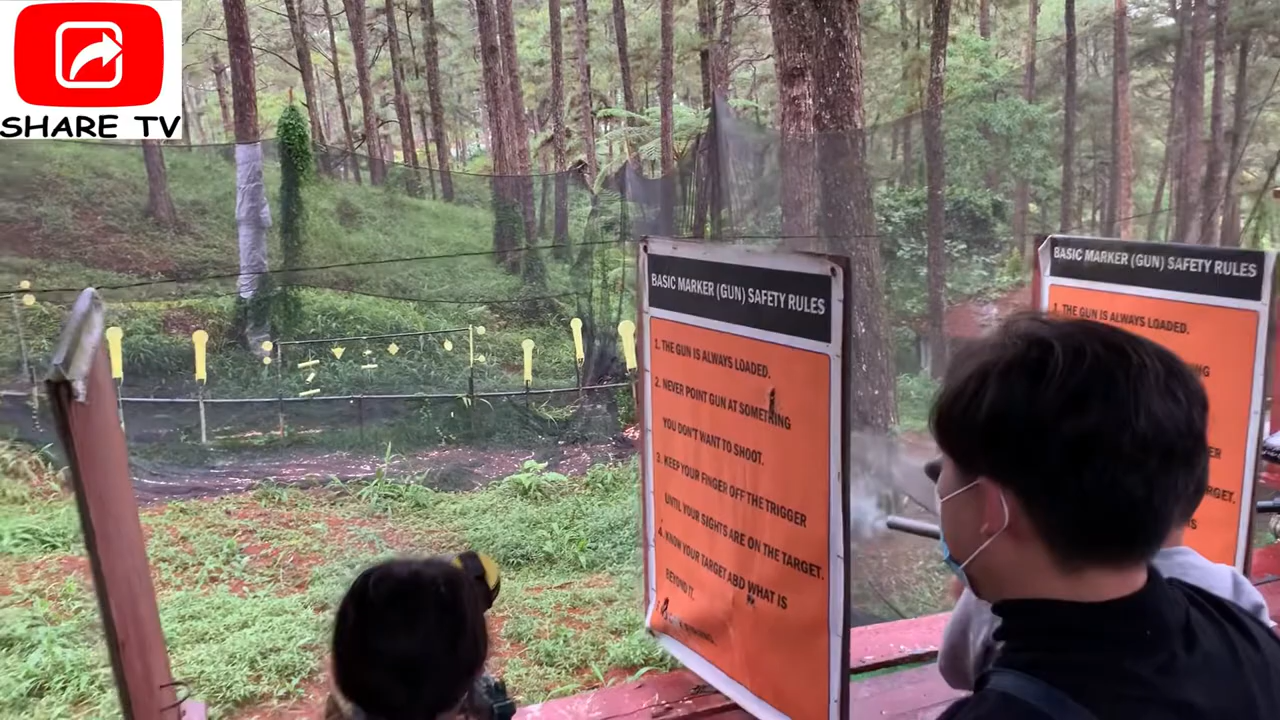 SHARE TV
BASIC MARKER (GUN) SAFETY RULES
1. THE GUN IS ALWAYS LOADED.
2. NEVER POINT GUN AT SOMETHING
YOU DON'T WANT TO SHOOT.
3. KEEP YOUR FINGER OFF THE TRIGGER
UNTIL YOUR SIGHTS ARE ON THE TARGET.
4. KNOW YOUR TARGET ABD WHAT IS
BEYOND IT.
BASIC MARKER (GUN) SAFETY RULES
1. THE GUN IS ALWAYS LOADED.